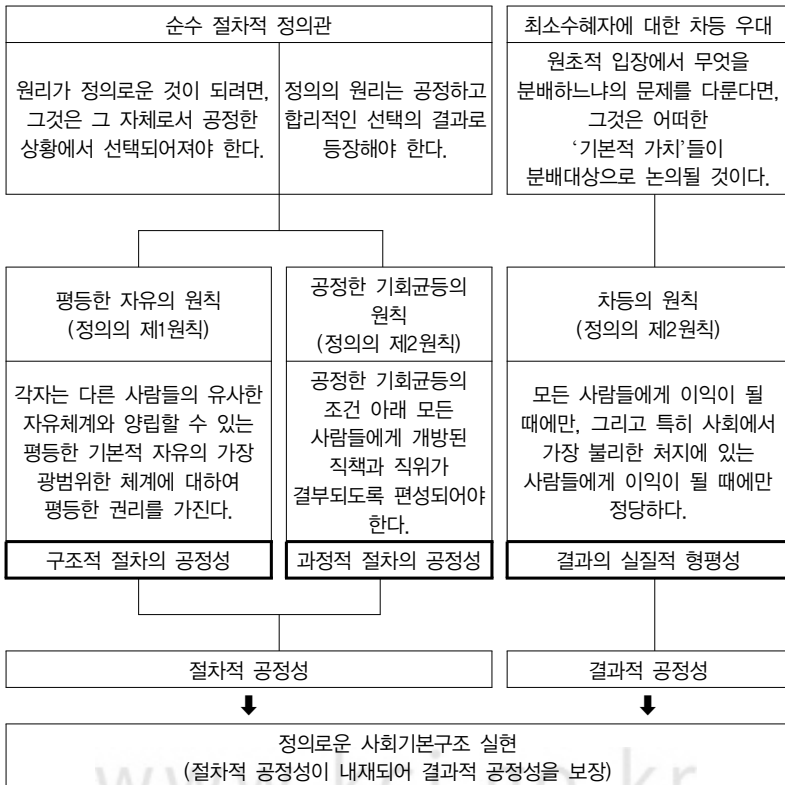 순수 절차적 정의관
최소수혜자에 대한 차등 우대
원리가 정의로운 것이 되려면,
그것은 그 자체로서 공정한
상황에서 선택되어져야 한다.
정의의 원리는 공정하고
합리적인 선택의 결과로
등장해야 한다.
원초적 입장에서 무엇을
분배하느냐의 문제를 다룬다면,
그것은 어떠한
‘기본적 가치’들이
분배대상으로 논의될 것이다.
평등한 자유의 원칙
(정의의 제1원칙)
공정한 기회균등의
원칙
(정의의 제2원칙)
차등의 원칙
(정의의 제2원칙)
각자는 다른 사람들의 유사한
자유체계와 양립할 수 있는
평등한 기본적 자유의 가장
광범위한 체계에 대하여
평등한 권리를 가진다.
공정한 기회균등의
조건 아래 모든
사람들에게 개방된
직책과 직위가
결부되도록 편성되어야
한다.
모든 사람들에게 이익이 될
때에만, 그리고 특히 사회에서
가장 불리한 처지에 있는
사람들에게 이익이 될 때에만
정당하다.
구조적 절차의 공정성
과정적 절차의 공정성
결과의 실질적 형평성
절차적 공정성
결과적 공정성
정의로운 사회기본구조 실현
(절차적 공정성이 내재되어 결과적 공정성을 보장)